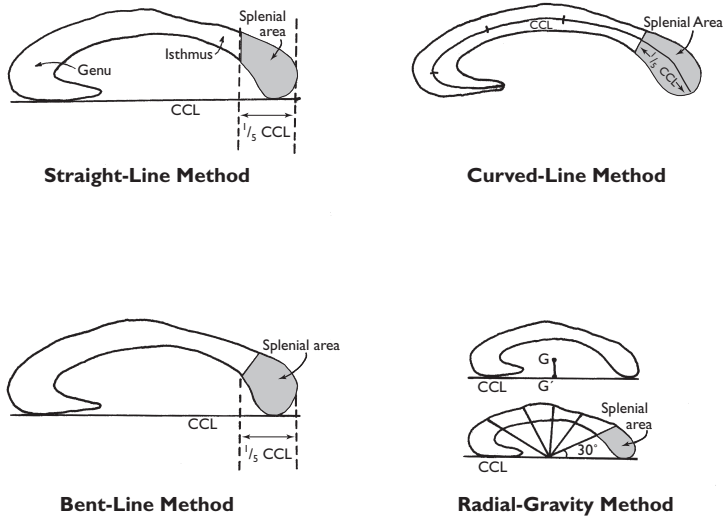 Splenial
area
Isthmus
Genu
CCL
1/5 CCL
Straight-Line Method
Splenial Area
CCL
1/5 CCL
Curved-Line Method
Splenial area
CCL
1/5 CCL
Bent-Line Method
G
G´
CCL
Splenial
area
30°
CCL
Radial-Gravity Method